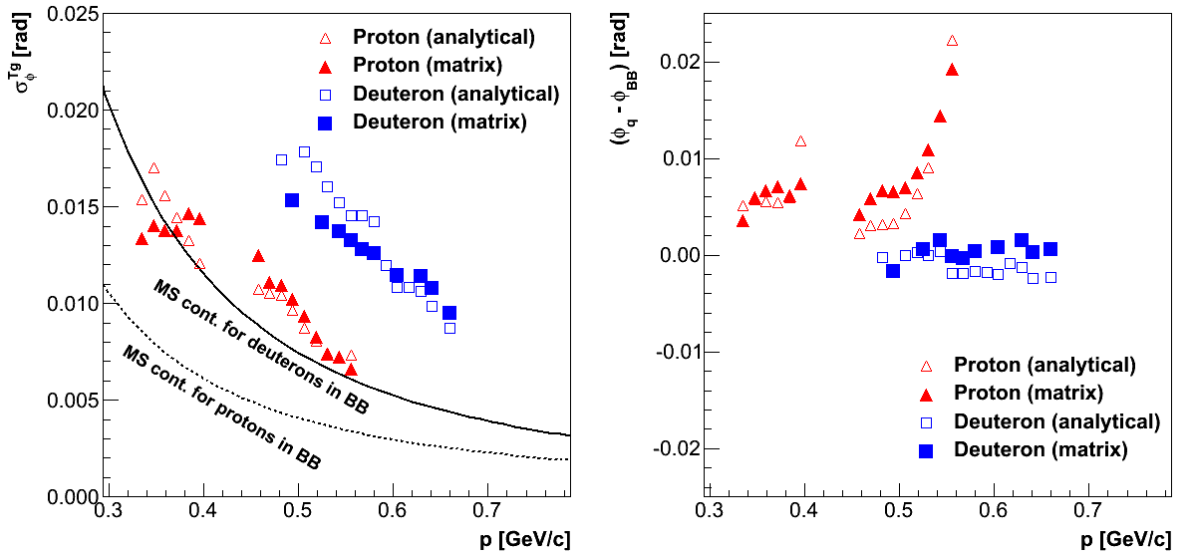 σ_ϕ^Tg [rad]
0.025
0.020
0.015
0.010
0.005
0.000
Proton (analytical)
Proton (matrix)
Deuteron (analytical)
Deuteron (matrix)
MS cont. for deuterons in BB
MS cont. for protons in BB
0.3 0.4 0.5 0.6 0.7
p [GeV/c]
(ϕ_q - ϕ_BB) [rad]
0.02
0.01
0.00
-0.01
-0.02
Proton (analytical)
Proton (matrix)
Deuteron (analytical)
Deuteron (matrix)
0.3 0.4 0.5 0.6 0.7
p [GeV/c]